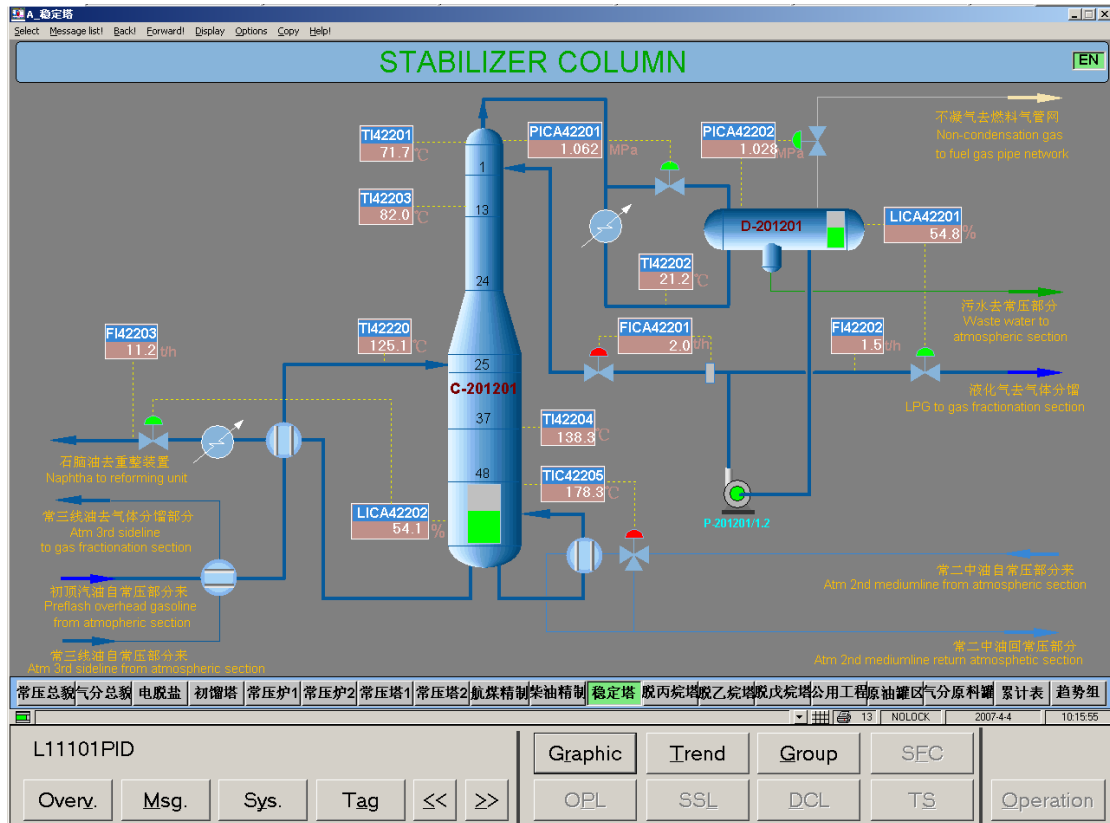 A_稳定塔
Select Message list! Back! Forward! Display Options Copy Help!
STABILIZER COLUMN
EN
TI42201
71.7 ℃
PICA42201
1.062 MPa
PICA42202
1.028 MPa
不凝气去燃料气管网
Non-condensation gas
to fuel gas pipe network
1
TI42203
82.0 ℃
13
D-201201
LICA42201
54.8 %
TI42202
21.2 ℃
24
污水去常压部分
Waste water to
atmospheric section
FI42203
11.2 t/h
TI42220
125.1 ℃
FICA42201
2.0 t/h
FI42202
1.5 t/h
25
C-201201
液化气去气体分馏
LPG to gas fractionation section
37
TI42204
138.3 ℃
石脑油去重整装置
Naphtha to reforming unit
48
TIC42205
178.3 ℃
常三线油去气体分馏部分
Atm 3rd sideline
to gas fractionation section
LICA42202
54.1 %
P-201201/1.2
初顶汽油自常压部分来
Preflash overhead gasoline
from atmopheric section
常二中油自常压部分来
Atm 2nd mediumline from atmospheric section
常三线油自常压部分来
Atm 3rd sideline from atmospheric section
常二中油回常压部分
Atm 2nd mediumline return atmosphetic section
常压总貌 气分总貌 电脱盐 初馏塔 常压炉1 常压炉2 常压塔1 常压塔2 航煤精制 柴油精制 稳定塔 脱丙烷塔 脱乙烷塔 脱戊烷塔 公用工程 原油罐区 气分原料罐 累计表 趋势组
13 NOLOCK 2007-4-4 10:15:55
L11101PID
Graphic Trend Group SFC
Overv. Msg. Sys. Tag << >> OPL SSL DCL TS Operation